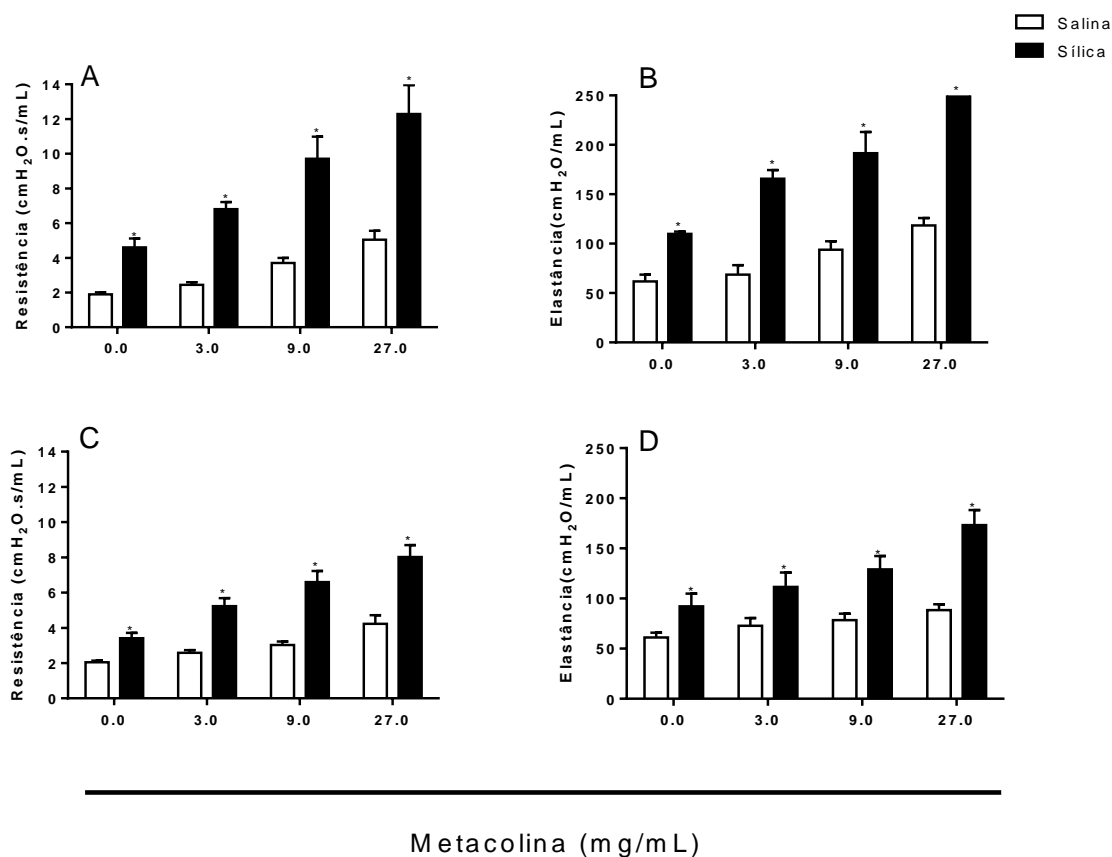 Salina
Sílica
A
Resistência (cmH₂O.s/mL)
14
12
10
8
6
4
2
0
* * * *
0.0 3.0 9.0 27.0
B
Elastância(cmH₂O/mL)
250
200
150
100
50
0
* * * *
0.0 3.0 9.0 27.0
C
Resistência (cmH₂O.s/mL)
14
12
10
8
6
4
2
0
* * * *
0.0 3.0 9.0 27.0
D
Elastância(cmH₂O/mL)
250
200
150
100
50
0
* * * *
0.0 3.0 9.0 27.0
Metacolina (mg/mL)